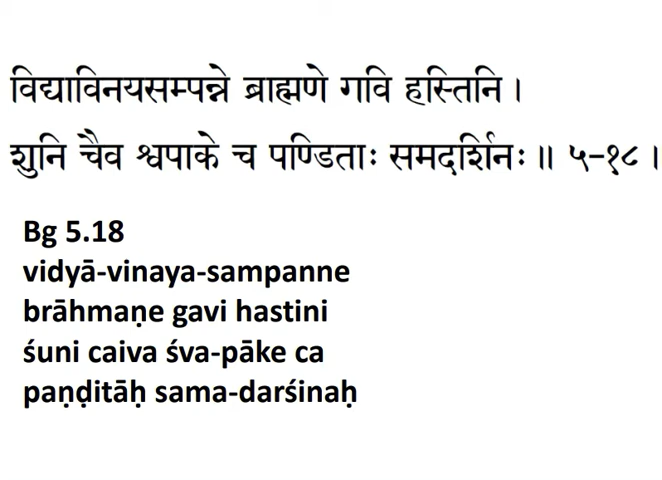 विद्याविनयसम्पन्ने ब्राह्मणे गवि हस्तिनि ।
शुनि चैव श्वपाके च पण्डिताः समदर्शिनः ॥ ५-१८ ।
Bg 5.18
vidyā-vinaya-sampanne
brāhmaṇe gavi hastini
śuni caiva śva-pāke ca
paṇḍitāḥ sama-darśinaḥ